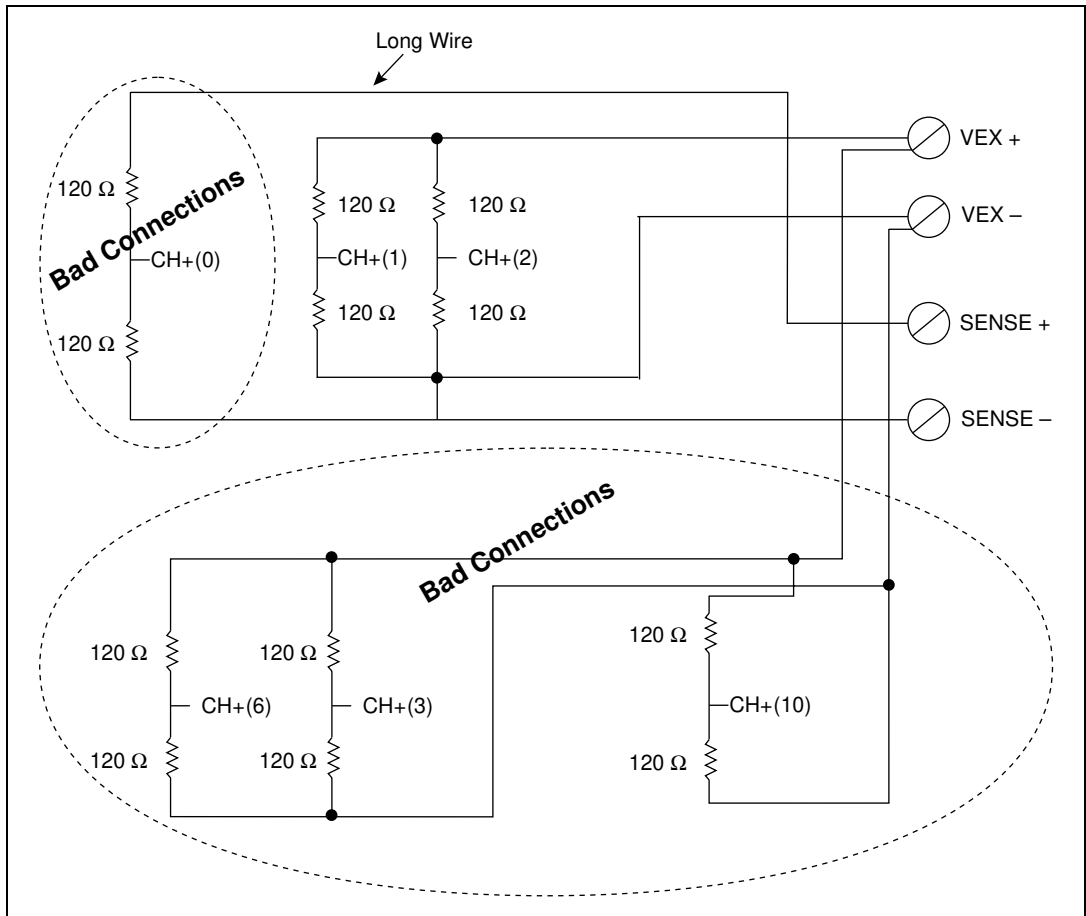 Long Wire
VEX +
120 Ω
Bad Connections
120 Ω
120 Ω
VEX –
CH+(0)
CH+(1)
CH+(2)
120 Ω
120 Ω
120 Ω
SENSE +
SENSE –
Bad Connections
120 Ω
120 Ω
120 Ω
CH+(6)
CH+(3)
CH+(10)
120 Ω
120 Ω
120 Ω